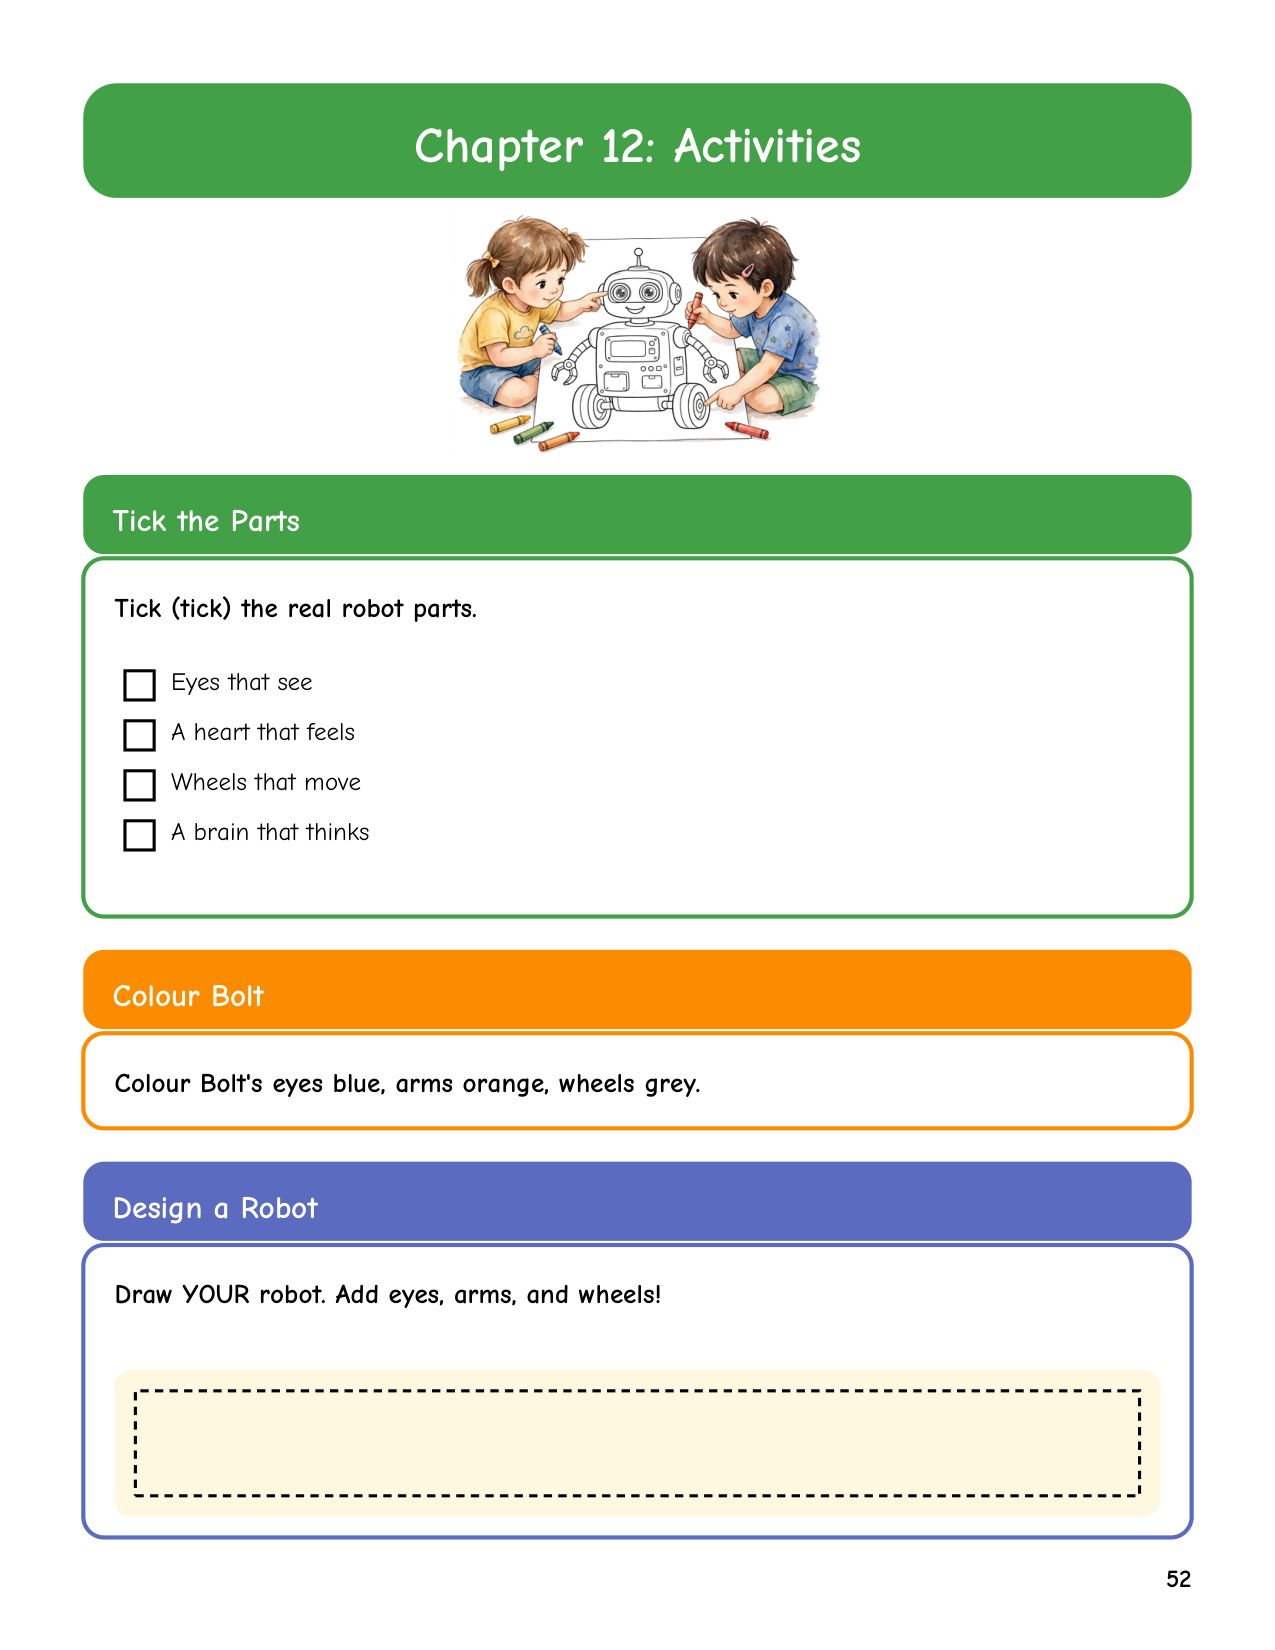 Chapter 12: Activities
Tick the Parts
Tick (tick) the real robot parts.
Eyes that see
A heart that feels
Wheels that move
A brain that thinks
Colour Bolt
Colour Bolt's eyes blue, arms orange, wheels grey.
Design a Robot
Draw YOUR robot. Add eyes, arms, and wheels!
52